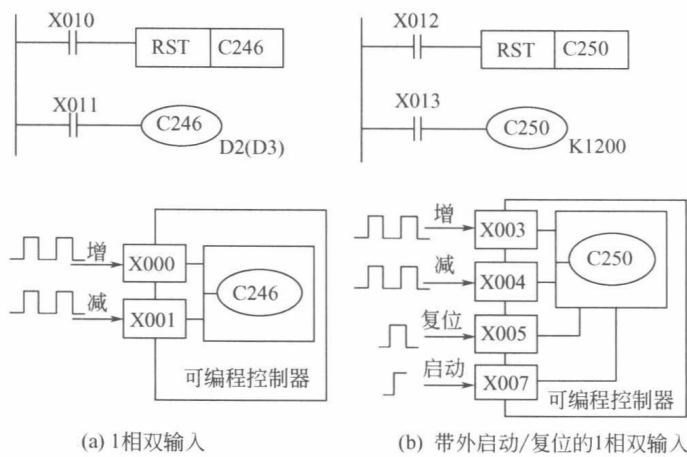 X010
RST C246
X011
C246
D2(D3)
增
X000
C246
减
X001
可编程控制器
(a) 1相双输入
X012
RST C250
X013
C250
K1200
增
X003
C250
减
X004
复位
X005
启动
X007
可编程控制器
(b) 带外启动/复位的1相双输入